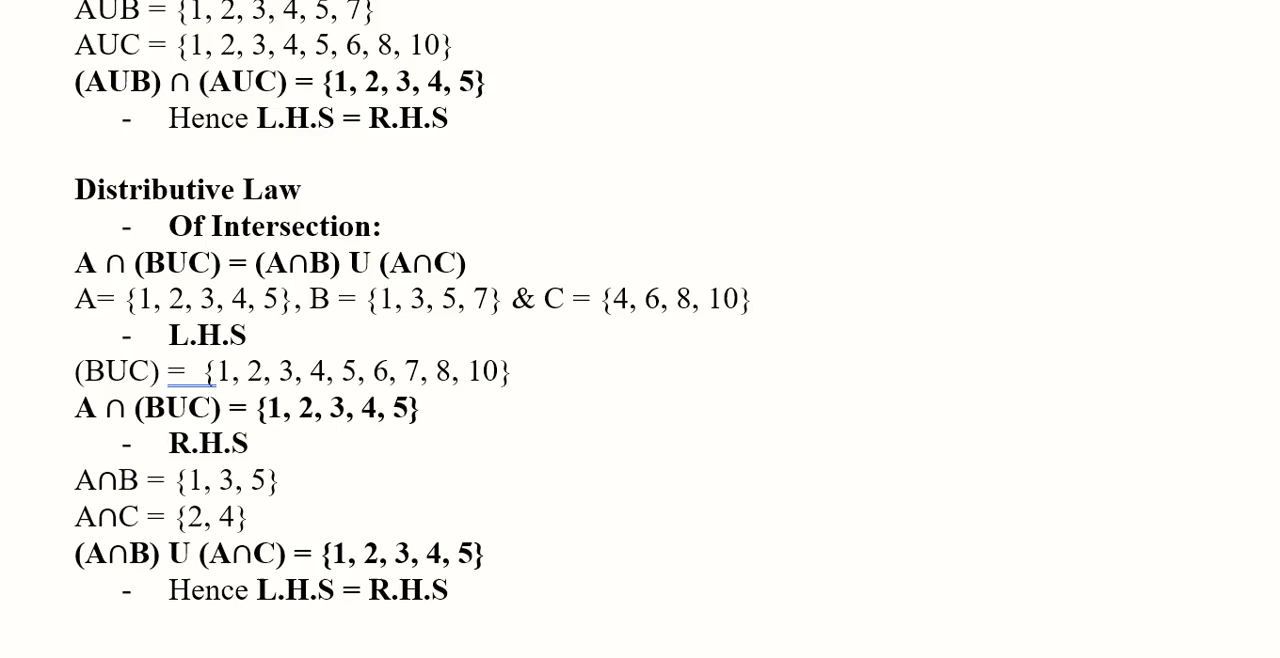 AUB = {1, 2, 3, 4, 5, 7}
AUC = {1, 2, 3, 4, 5, 6, 8, 10}
(AUB) ∩ (AUC) = {1, 2, 3, 4, 5}
- Hence L.H.S = R.H.S
Distributive Law
- Of Intersection:
A ∩ (BUC) = (A∩B) U (A∩C)
A= {1, 2, 3, 4, 5}, B = {1, 3, 5, 7} & C = {4, 6, 8, 10}
- L.H.S
(BUC) = {1, 2, 3, 4, 5, 6, 7, 8, 10}
A ∩ (BUC) = {1, 2, 3, 4, 5}
- R.H.S
A∩B = {1, 3, 5}
A∩C = {2, 4}
(A∩B) U (A∩C) = {1, 2, 3, 4, 5}
- Hence L.H.S = R.H.S